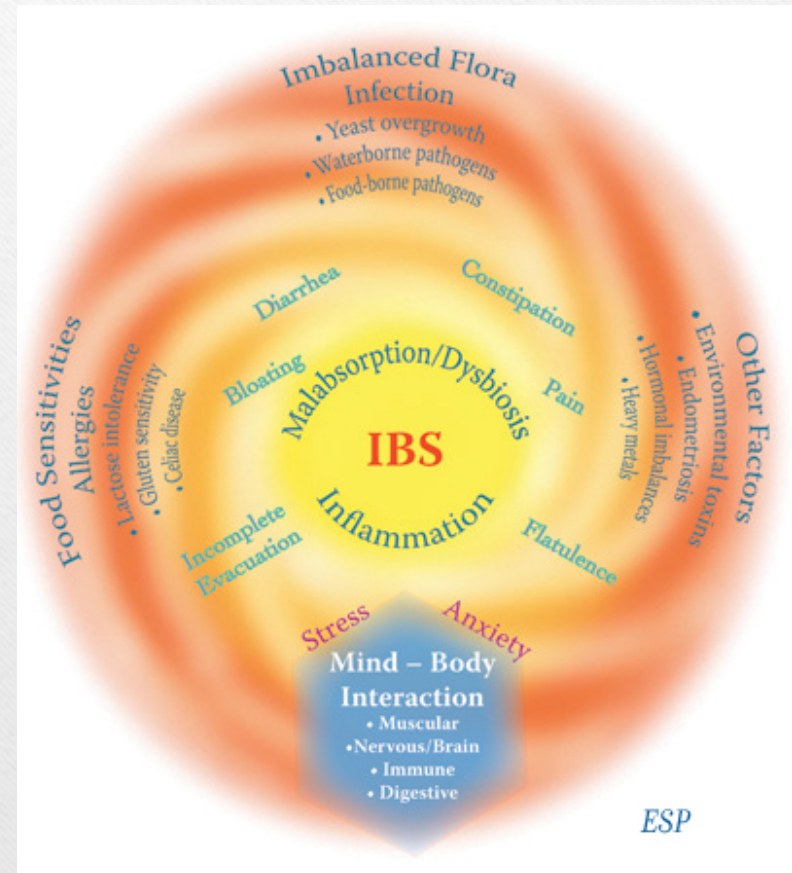 Imbalanced Flora
Infection
• Yeast overgrowth
• Waterborne pathogens
• Food-borne pathogens
Diarrhea
Constipation
Bloating
Pain
Malabsorption/Dysbiosis
IBS
Inflammation
Incomplete
Evacuation
Flatulence
Food Sensitivities
Allergies
• Lactose intolerance
• Gluten sensitivity
• Celiac disease
Other Factors
• Environmental toxins
• Endometriosis
• Hormonal imbalances
• Heavy metals
Stress
Anxiety
Mind – Body
Interaction
• Muscular
•Nervous/Brain
• Immune
• Digestive
ESP